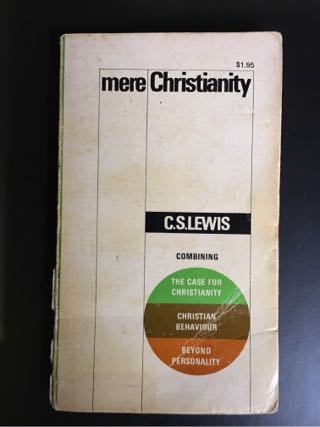 $1.95
mere Christianity
C.S.LEWIS
COMBINING
THE CASE FOR
CHRISTIANITY
CHRISTIAN
BEHAVIOUR
BEYOND
PERSONALITY